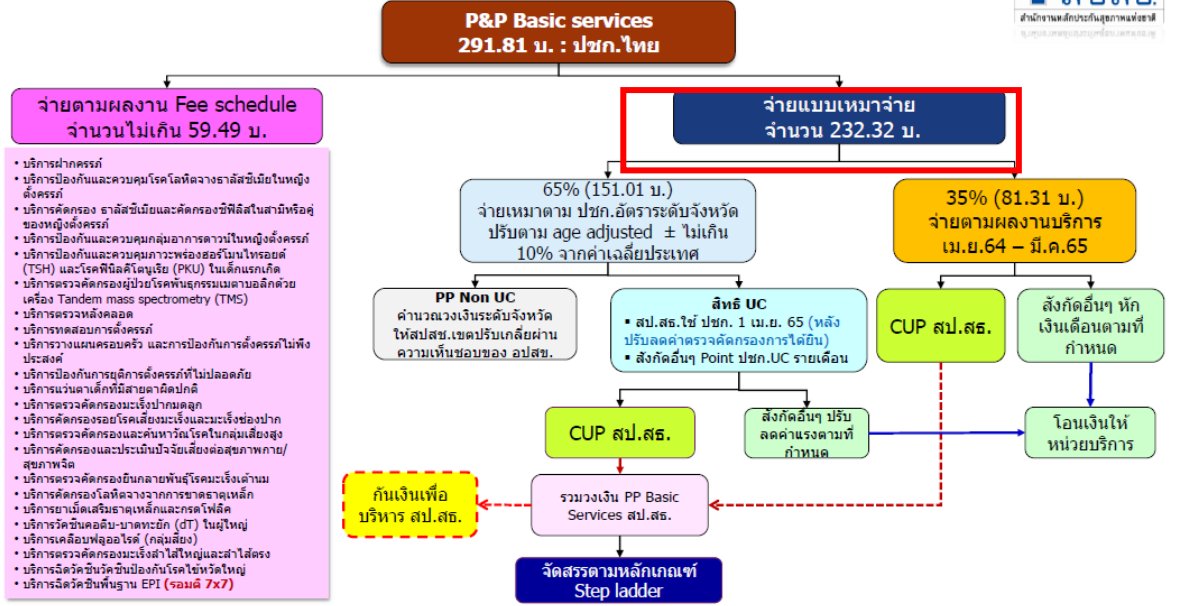 P&P Basic services
291.81 บ. : ปชก.ไทย
สำนักงานหลักประกันสุขภาพแห่งชาติ
จ่ายตามผลงาน Fee schedule
จำนวนไม่เกิน 59.49 บ.
จ่ายแบบเหมาจ่าย
จำนวน 232.32 บ.
• บริการฝากครรภ์
• บริการป้องกันและควบคุมโรคโลหิตจางธาลัสซีเมียในหญิง
ตั้งครรภ์
• บริการคัดกรอง ธาลัสซีเมียและคัดกรองซิฟิลิสในสามีหรือคู่
ของหญิงตั้งครรภ์
• บริการป้องกันและควบคุมกลุ่มอาการดาวน์ในหญิงตั้งครรภ์
• บริการป้องกันและควบคุมภาวะพร่องฮอร์โมนไทรอยด์
(TSH) และโรคฟีนิลคีโตนูเรีย (PKU) ในเด็กแรกเกิด
• บริการตรวจคัดกรองผู้ป่วยโรคพันธุกรรมเมตาบอลิกด้วย
เครื่อง Tandem mass spectrometry (TMS)
• บริการตรวจหลังคลอด
• บริการทดสอบการตั้งครรภ์
• บริการวางแผนครอบครัว และการป้องกันการตั้งครรภ์ไม่พึง
ประสงค์
• บริการป้องกันการยุติการตั้งครรภ์ที่ไม่ปลอดภัย
• บริการแว่นตาเด็กที่มีสายตาผิดปกติ
• บริการตรวจคัดกรองมะเร็งปากมดลูก
• บริการคัดกรองรอยโรคเสี่ยงมะเร็งและมะเร็งช่องปาก
• บริการตรวจคัดกรองและค้นหาวัณโรคในกลุ่มเสี่ยงสูง
• บริการคัดกรองและประเมินปัจจัยเสี่ยงต่อสุขภาพกาย/
สุขภาพจิต
• บริการตรวจคัดกรองยีนกลายพันธุ์โรคมะเร็งเต้านม
• บริการคัดกรองโลหิตจางจากการขาดธาตุเหล็ก
• บริการยาเม็ดเสริมธาตุเหล็กและกรดโฟลิค
• บริการวัคซีนคอตีบ-บาดทะยัก (dT) ในผู้ใหญ่
• บริการเคลือบฟลูออไรด์ (กลุ่มเสี่ยง)
• บริการตรวจคัดกรองมะเร็งลำไส้ใหญ่และลำไส้ตรง
• บริการฉีดวัคซีนวัคซีนป้องกันโรคไข้หวัดใหญ่
• บริการฉีดวัคซีนพื้นฐาน EPI (รอมติ 7x7)
65% (151.01 บ.)
จ่ายเหมาตาม ปชก.อัตราระดับจังหวัด
ปรับตาม age adjusted ± ไม่เกิน
10% จากค่าเฉลี่ยประเทศ
35% (81.31 บ.)
จ่ายตามผลงานบริการ
เม.ย.64 – มี.ค.65
PP Non UC
คำนวณวงเงินระดับจังหวัด
ให้สปสช.เขตปรับเกลี่ยผ่าน
ความเห็นชอบของ อปสข.
สิทธิ UC
▪ สป.สธ.ใช้ ปชก. 1 เม.ย. 65 (หลัง
ปรับลดค่าตรวจคัดกรองการได้ยิน)
▪ สังกัดอื่นๆ Point ปชก.UC รายเดือน
CUP สป.สธ.
สังกัดอื่นๆ หัก
เงินเดือนตามที่
กำหนด
CUP สป.สธ.
สังกัดอื่นๆ ปรับ
ลดค่าแรงตามที่
กำหนด
โอนเงินให้
หน่วยบริการ
กันเงินเพื่อ
บริหาร สป.สธ.
รวมวงเงิน PP Basic
Services สป.สธ.
จัดสรรตามหลักเกณฑ์
Step ladder